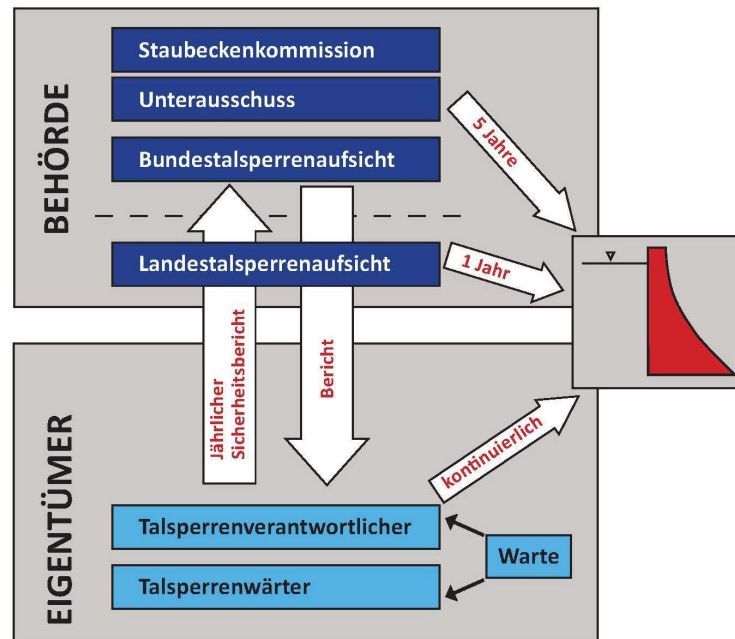 BEHÖRDE
Staubeckenkommission
Unterausschuss
Bundestalsperrenaufsicht
Landestalsperrenaufsicht
5 Jahre
1 Jahr
Jährlicher
Sicherheitsbericht
Bericht
kontinuierlich
EIGENTÜMER
Talsperrenverantwortlicher
Talsperrenwärter
Warte